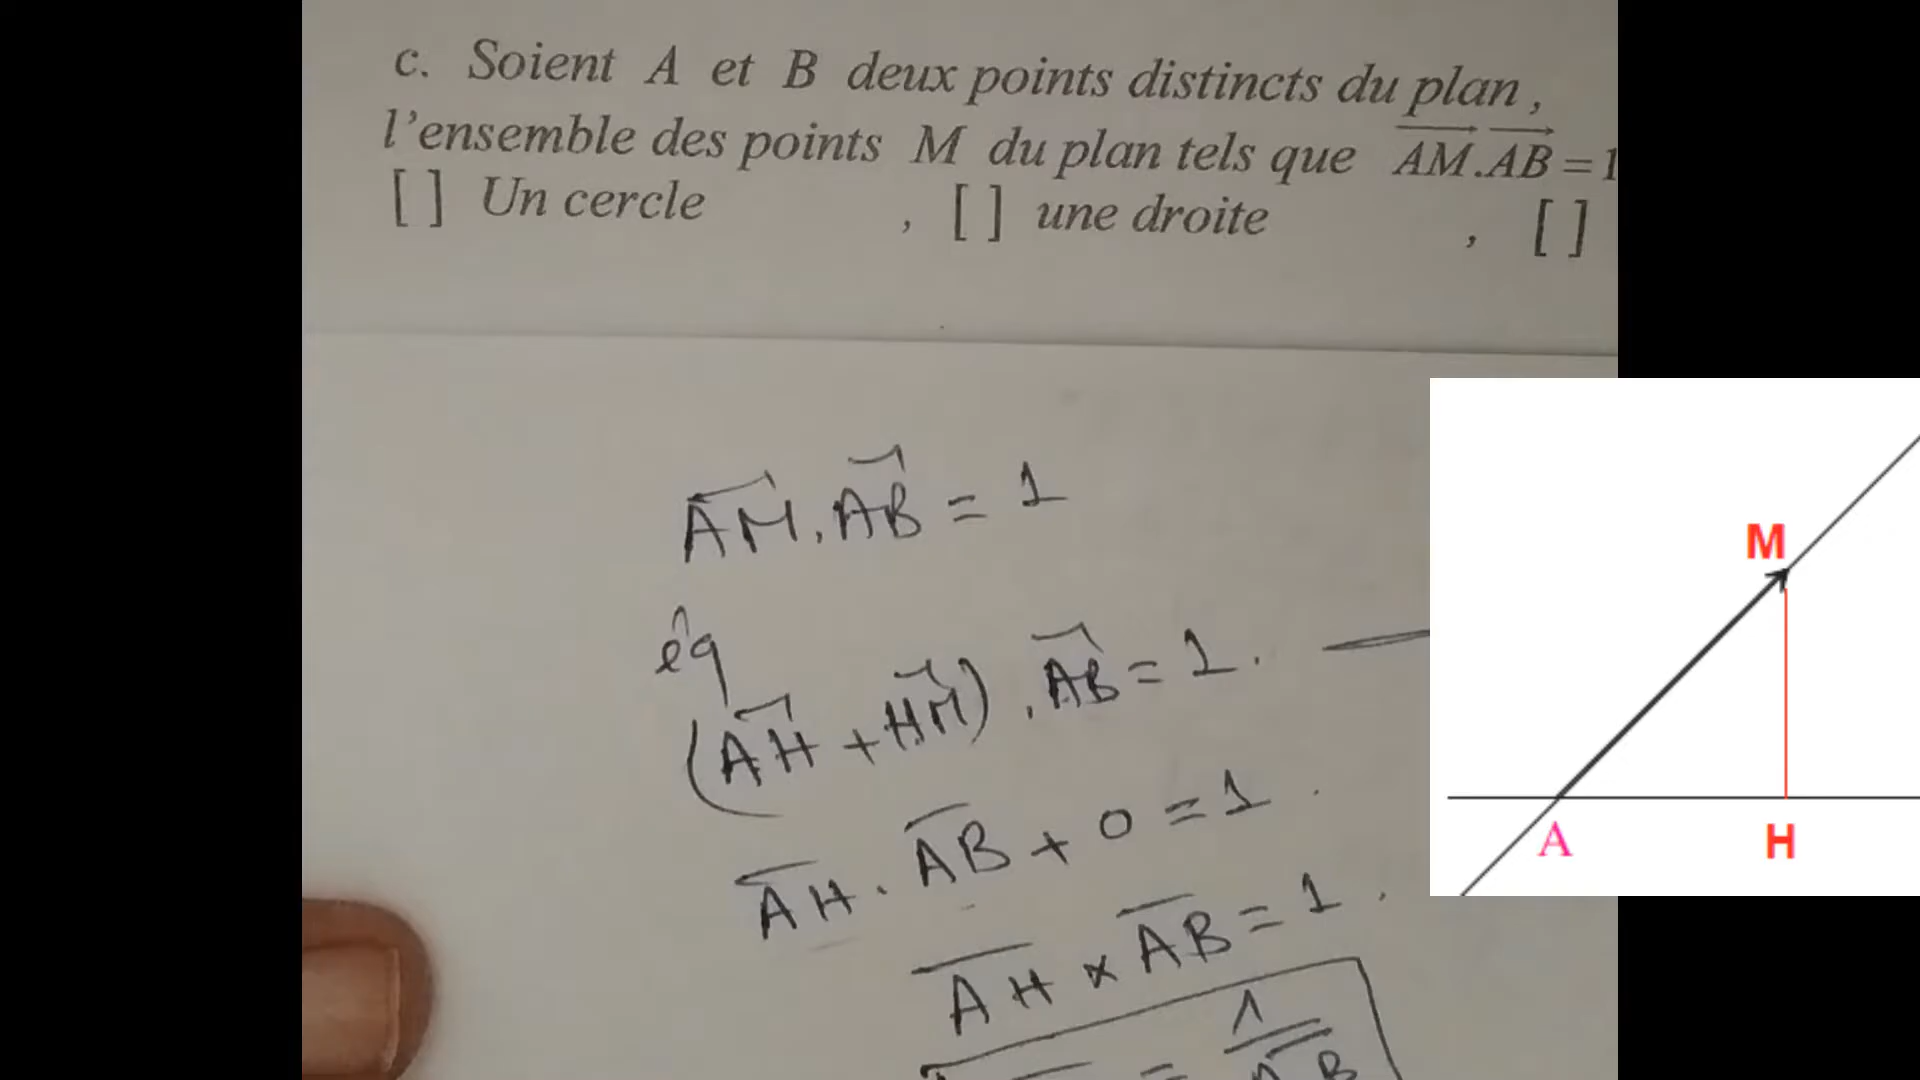 c. Soient A et B deux points distincts du plan,
l'ensemble des points M du plan tels que AM.AB = 1
[ ] Un cercle , [ ] une droite , [ ]
AM . AB = 1
éq
(AH + HM) . AB = 1.
AH . AB + 0 = 1.
AH × AB = 1.
= 1
M
A
H